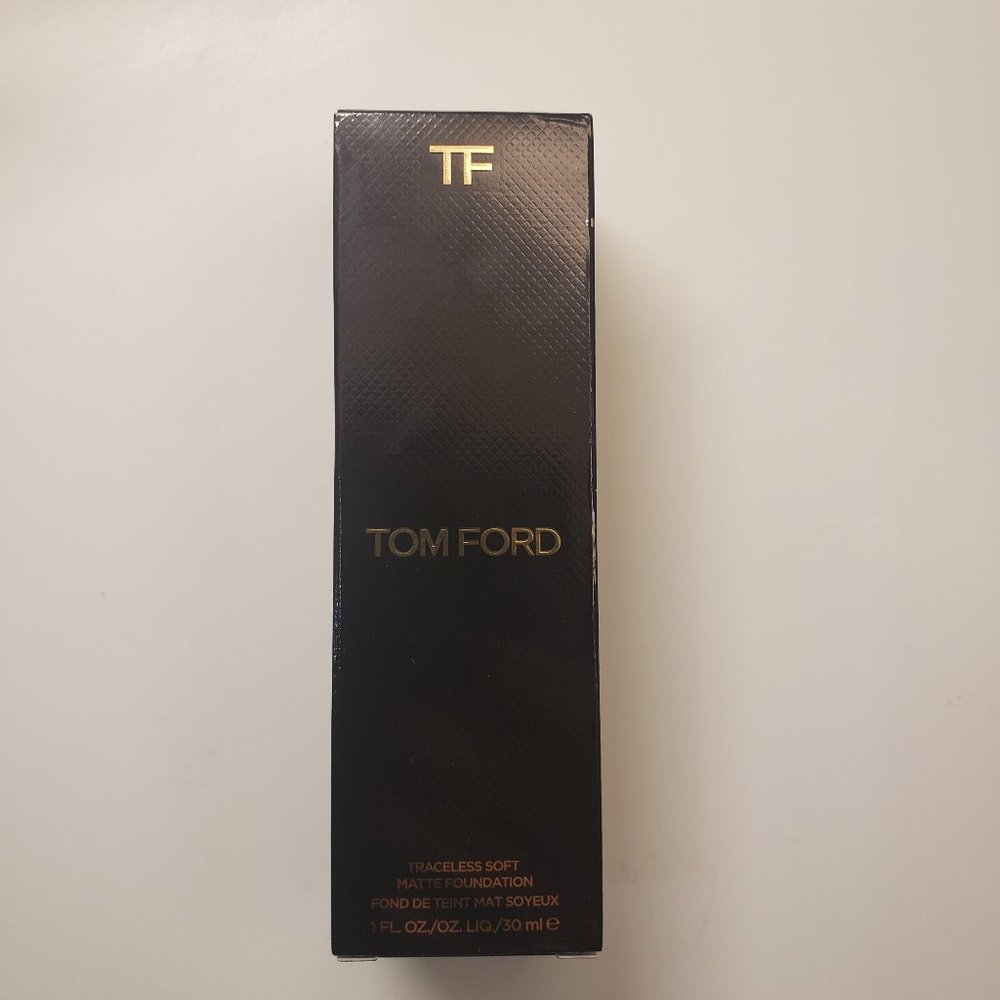 TF
TOM FORD
TRACELESS SOFT
MATTE FOUNDATION
FOND DE TEINT MAT SOYEUX
1 FL. OZ./OZ. LIQ./30 ml ℮